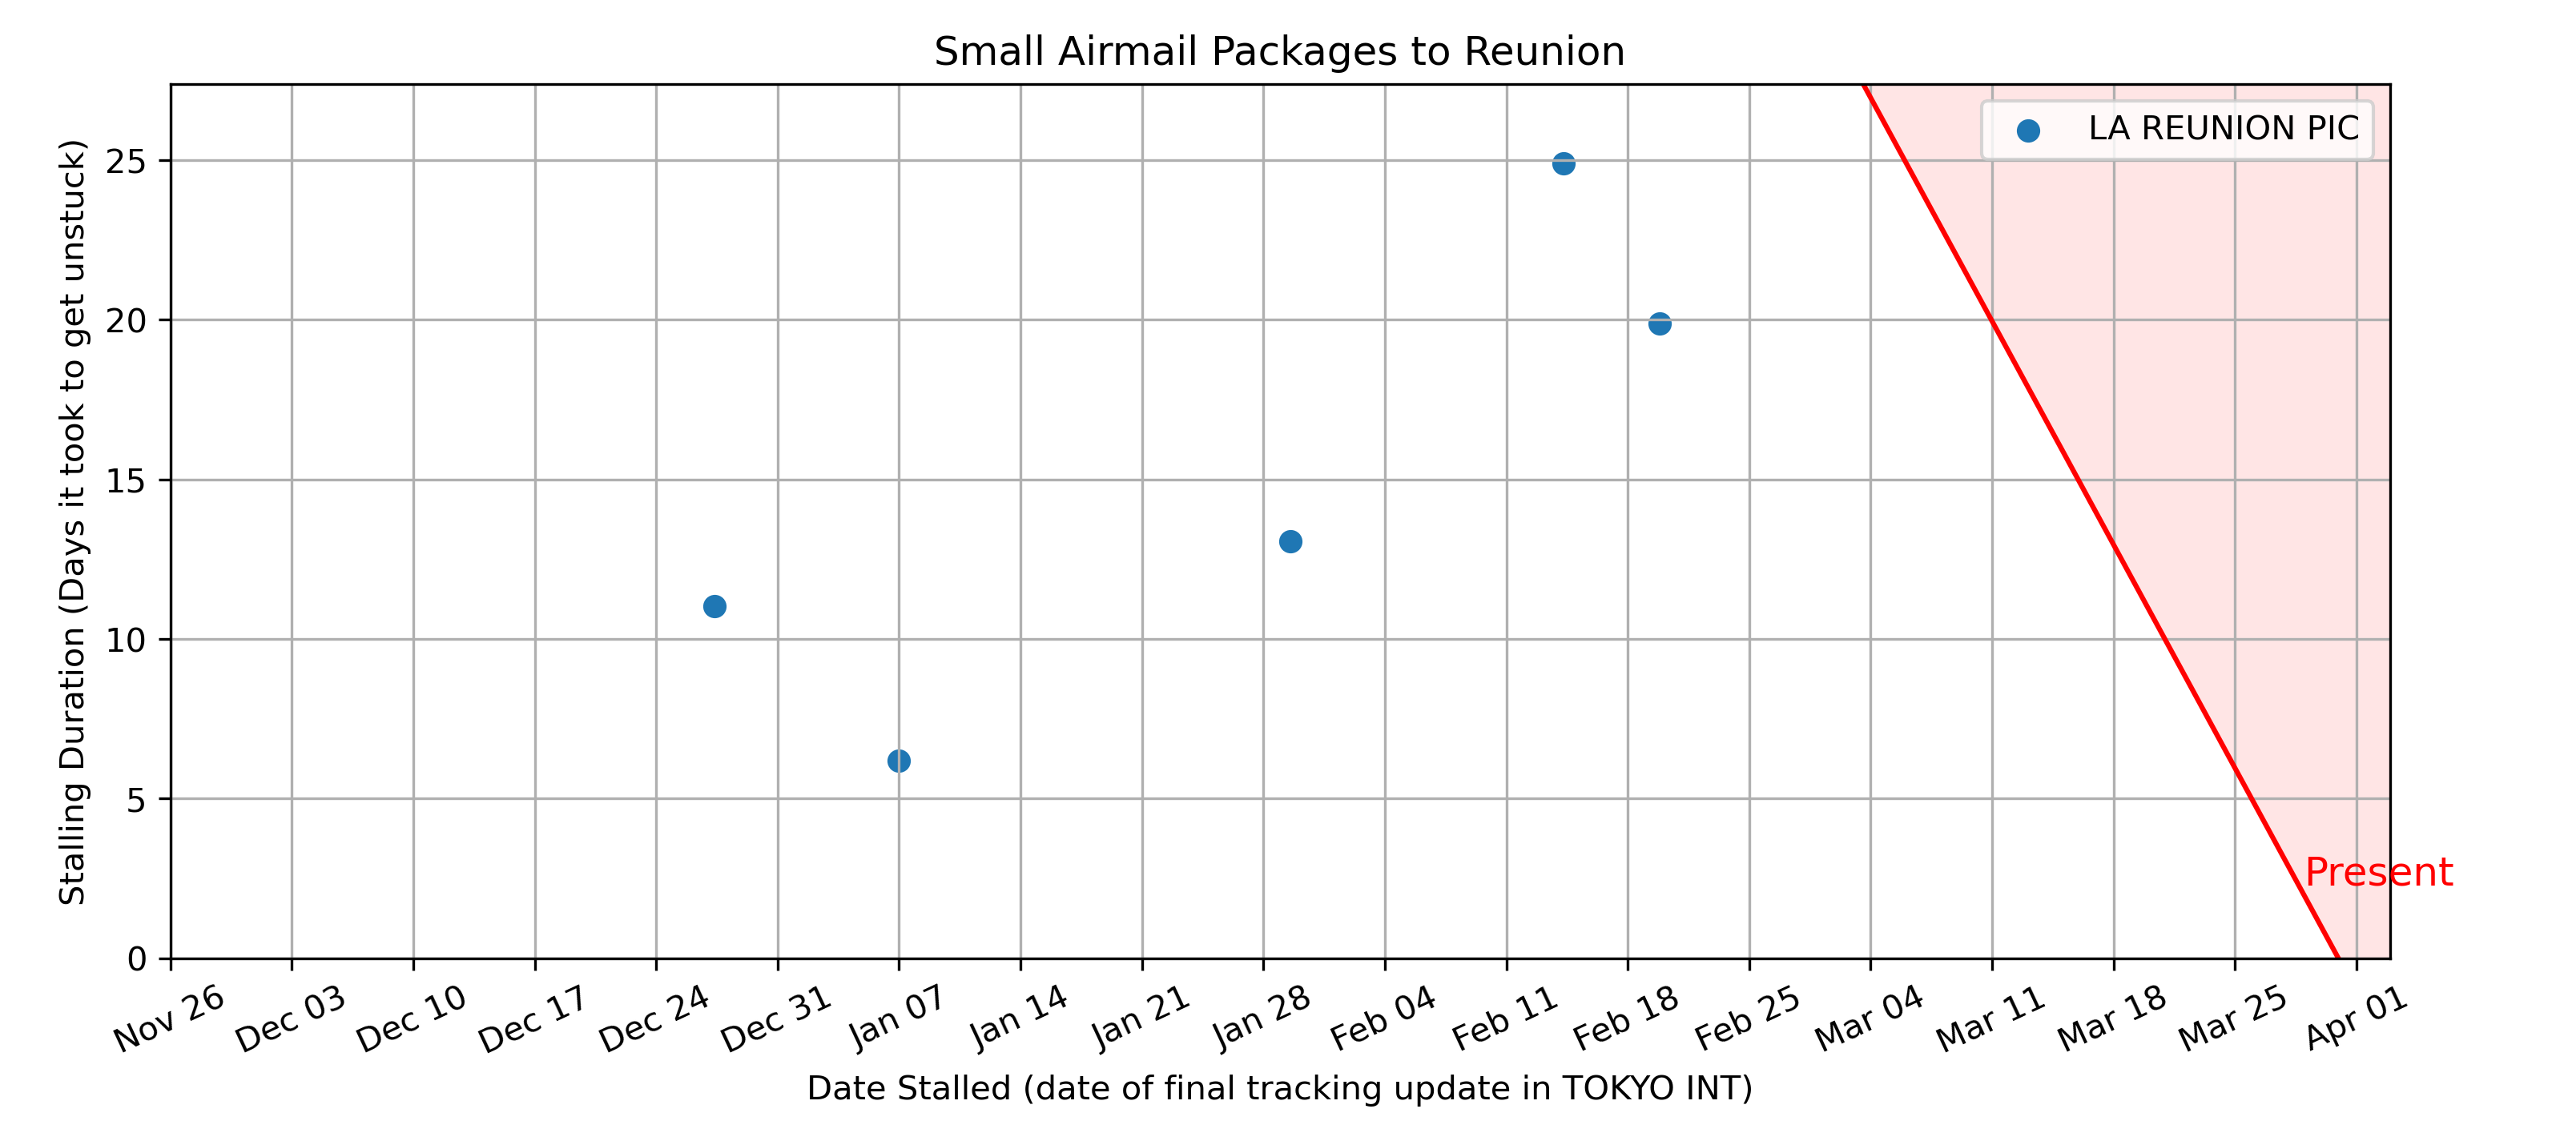 Small Airmail Packages to Reunion
LA REUNION PIC
Stalling Duration (Days it took to get unstuck)
25
20
15
10
5
0
Present
Nov 26 Dec 03 Dec 10 Dec 17 Dec 24 Dec 31 Jan 07 Jan 14 Jan 21 Jan 28 Feb 04 Feb 11 Feb 18 Feb 25 Mar 04 Mar 11 Mar 18 Mar 25 Apr 01
Date Stalled (date of final tracking update in TOKYO INT)